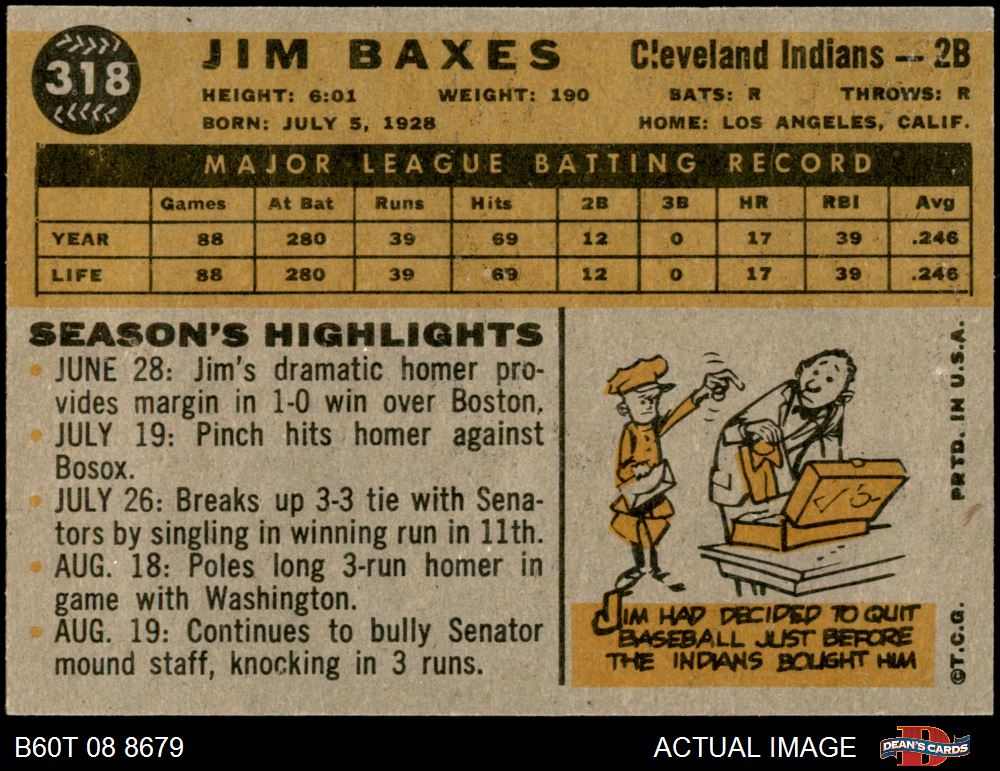 318
JIM BAXES
Cleveland Indians — 2B
HEIGHT: 6:01 WEIGHT: 190 BATS: R THROWS: R
BORN: JULY 5, 1928 HOME: LOS ANGELES, CALIF.
MAJOR LEAGUE BATTING RECORD
Games At Bat Runs Hits 2B 3B HR RBI Avg
YEAR 88 280 39 69 12 0 17 39 .246
LIFE 88 280 39 69 12 0 17 39 .246
SEASON'S HIGHLIGHTS
• JUNE 28: Jim's dramatic homer pro-
vides margin in 1-0 win over Boston.
• JULY 19: Pinch hits homer against
Bosox.
• JULY 26: Breaks up 3-3 tie with Sena-
tors by singling in winning run in 11th.
• AUG. 18: Poles long 3-run homer in
game with Washington.
• AUG. 19: Continues to bully Senator
mound staff, knocking in 3 runs.
JIM HAD DECIDED TO QUIT
BASEBALL JUST BEFORE
THE INDIANS BOUGHT HIM
©T.C.G. PRTD. IN U.S.A.
B60T 08 8679
ACTUAL IMAGE
DEAN'S CARDS